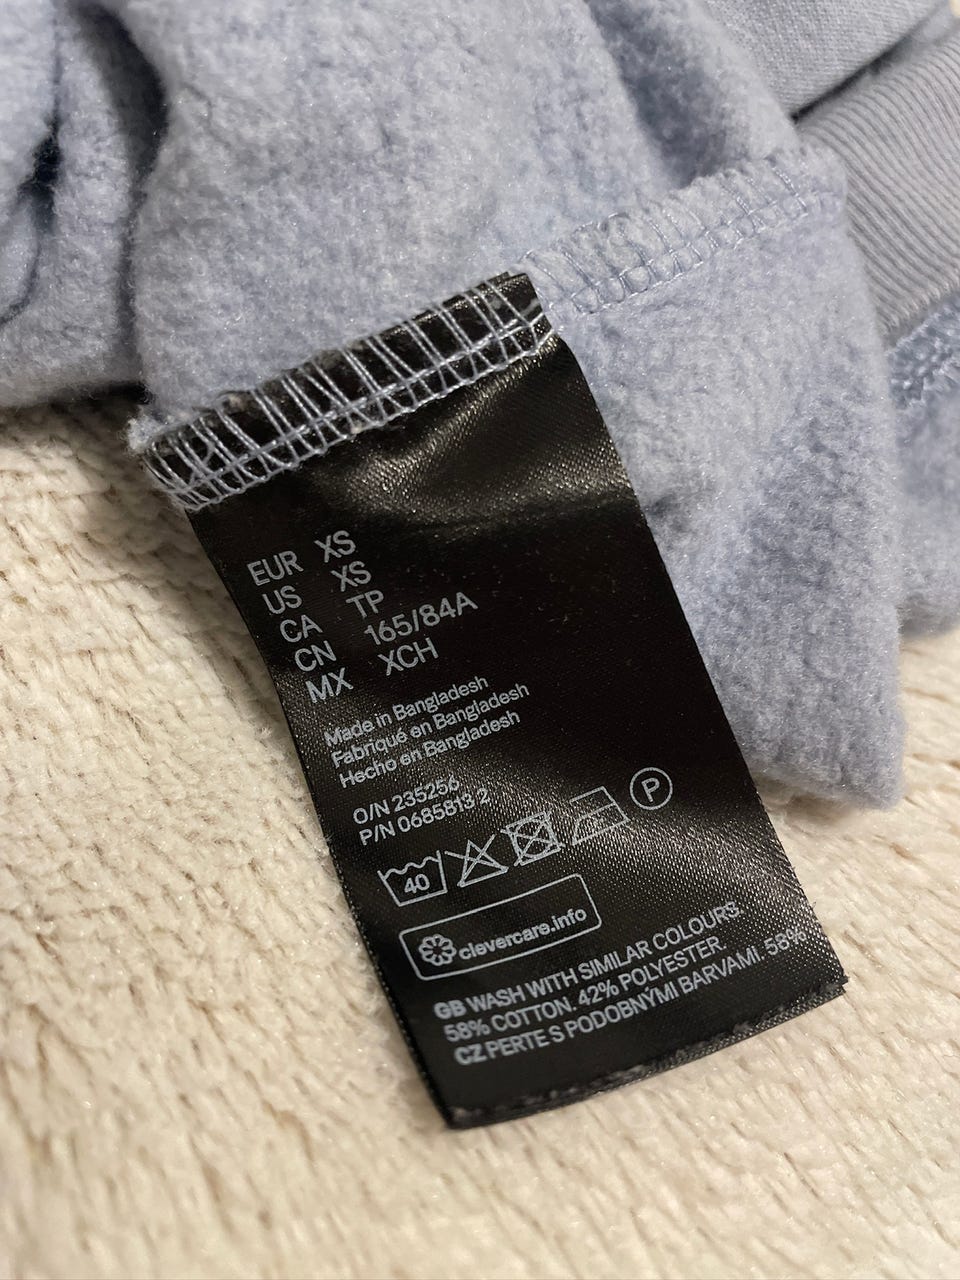 EUR XS
US XS
CA TP
CN 165/84A
MX XCH
Made in Bangladesh
Fabriqué en Bangladesh
Hecho en Bangladesh
O/N 235256
P/N 0685813 2
40
P
clevercare.info
GB WASH WITH SIMILAR COLOURS.
58% COTTON. 42% POLYESTER.
CZ PERTE S PODOBNÝMI BARVAMI. 58%